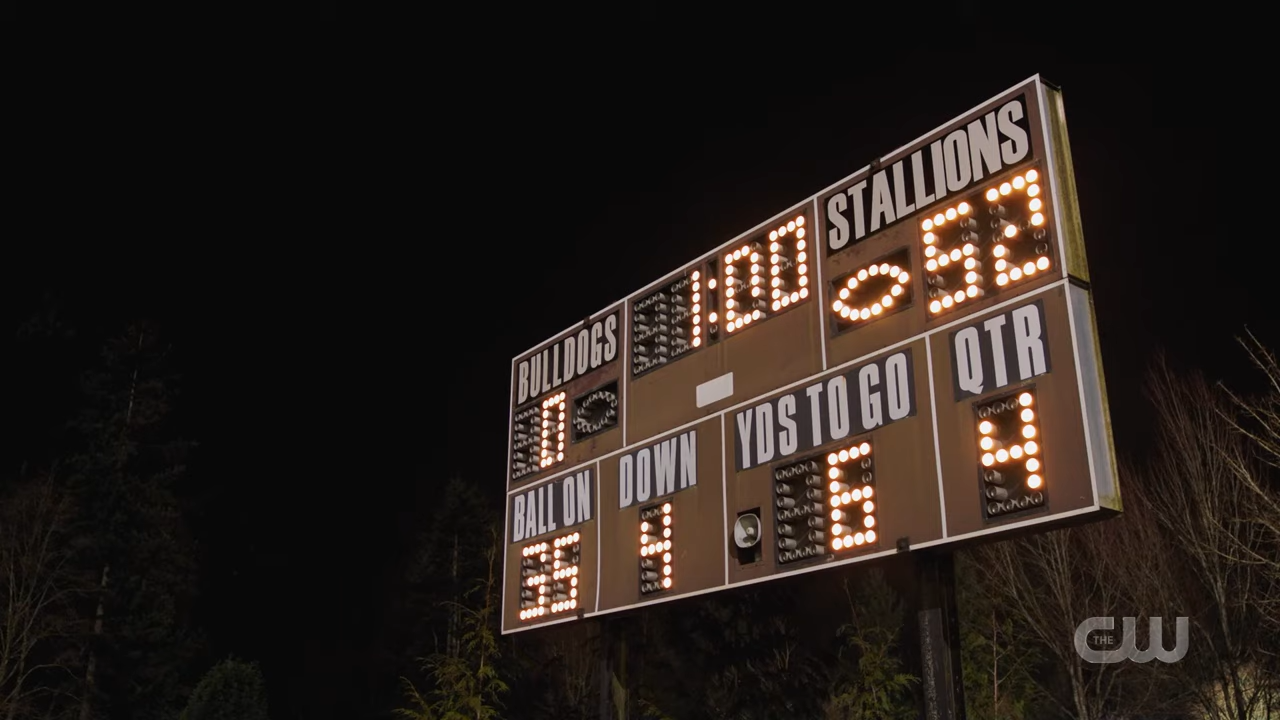 BULLDOGS
0
1:00
STALLIONS
52
BALL ON
35
DOWN
4
YDS TO GO
6
QTR
4
THE CW